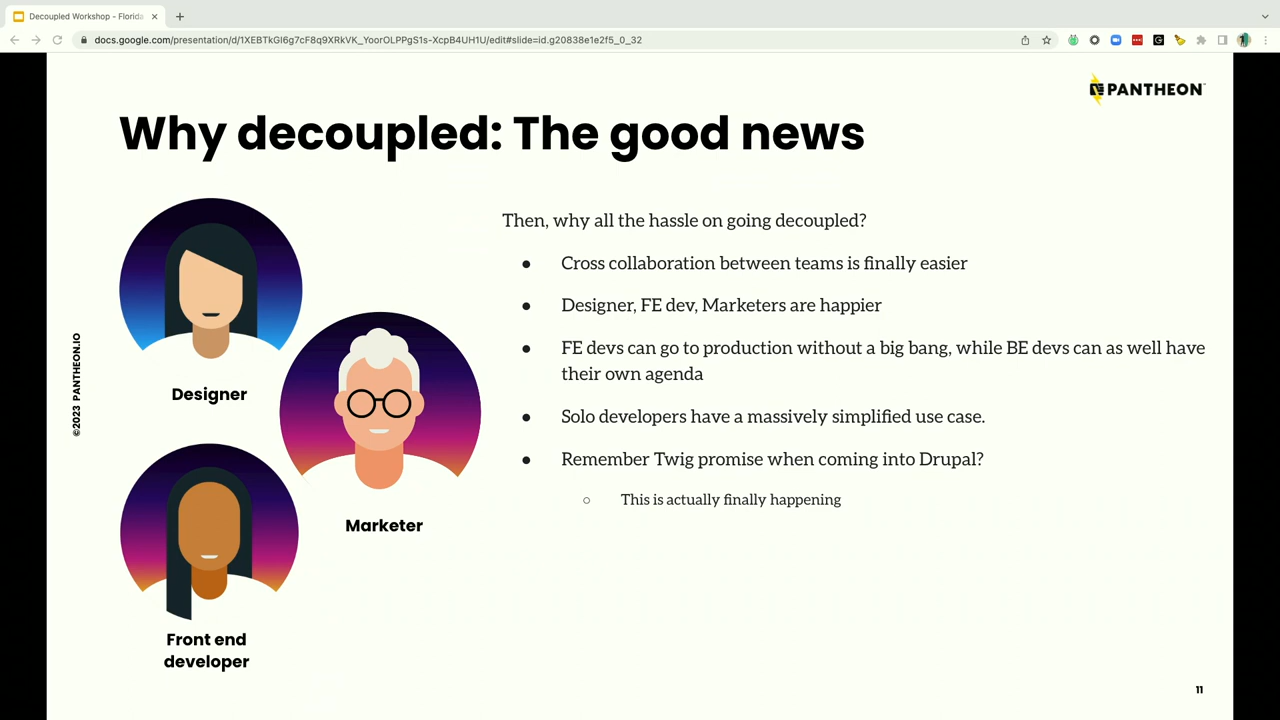 Decoupled Workshop - Florida
docs.google.com/presentation/d/1XEBTkGI6g7cF8q9XRkVK_YoorOLPPgS1s-XcpB4UH1U/edit#slide=id.g20838e1e2f5_0_32
PANTHEON
Why decoupled: The good news
Then, why all the hassle on going decoupled?
● Cross collaboration between teams is finally easier
● Designer, FE dev, Marketers are happier
● FE devs can go to production without a big bang, while BE devs can as well have
their own agenda
● Solo developers have a massively simplified use case.
● Remember Twig promise when coming into Drupal?
○ This is actually finally happening
Designer
Marketer
Front end
developer
©2023 PANTHEON.IO
11